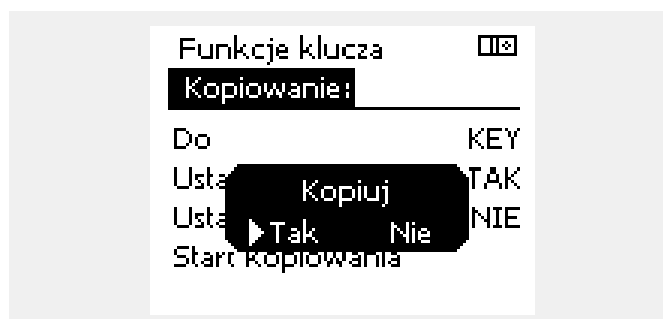 Funkcje klucza
Kopiowanie:
Do KEY
Usta TAK
Usta NIE
Kopiuj
Tak Nie
Start Kopiowania